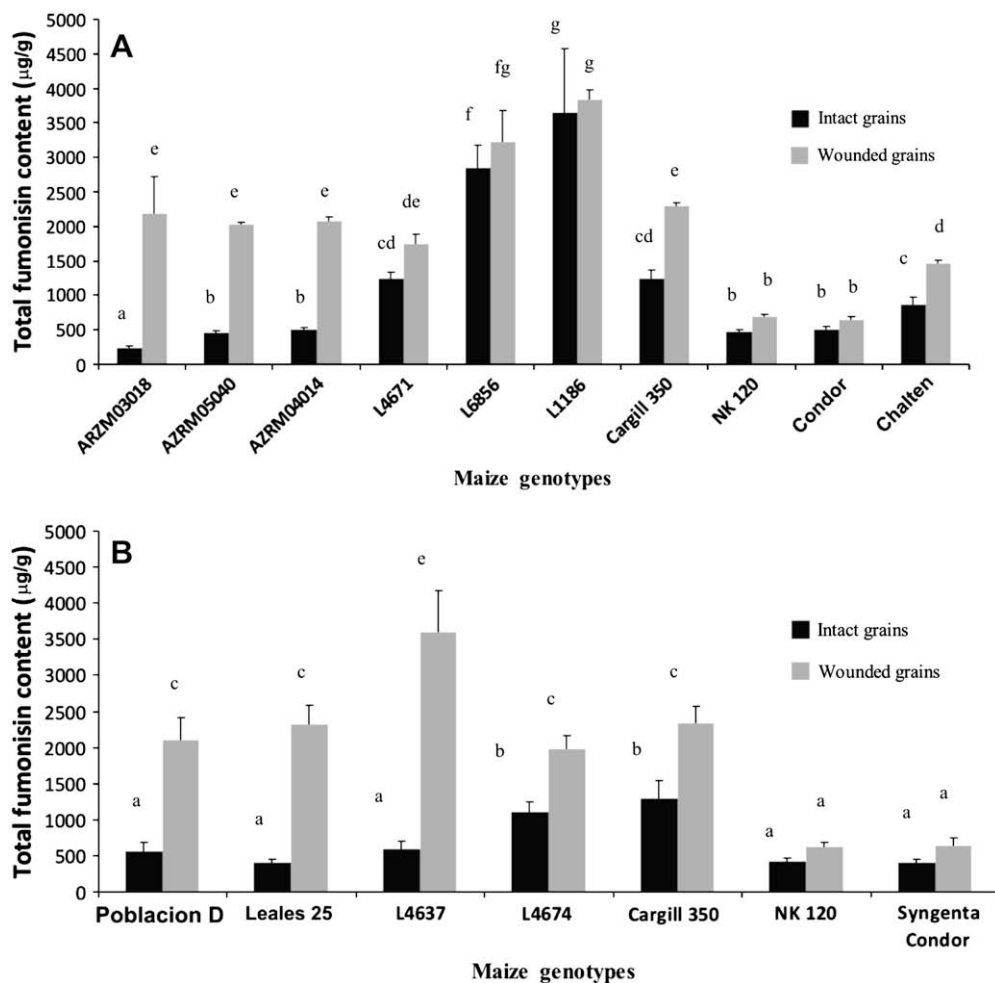 A
Total fumonisin content (µg/g)
5000
4500
4000
3500
3000
2500
2000
1500
1000
500
0
a
e
b
e
b
e
cd
de
f
fg
g
g
cd
e
b
b
b
b
c
d
Intact grains
Wounded grains
ARZM03018
AZRM05040
AZRM04014
L4671
L6856
L1186
Cargill 350
NK 120
Condor
Chalten
Maize genotypes
B
Total fumonisin content (µg/g)
5000
4500
4000
3500
3000
2500
2000
1500
1000
500
0
a
c
a
c
a
e
b
c
b
c
a
a
a
a
Intact grains
Wounded grains
Poblacion D
Leales 25
L4637
L4674
Cargill 350
NK 120
Syngenta
Condor
Maize genotypes